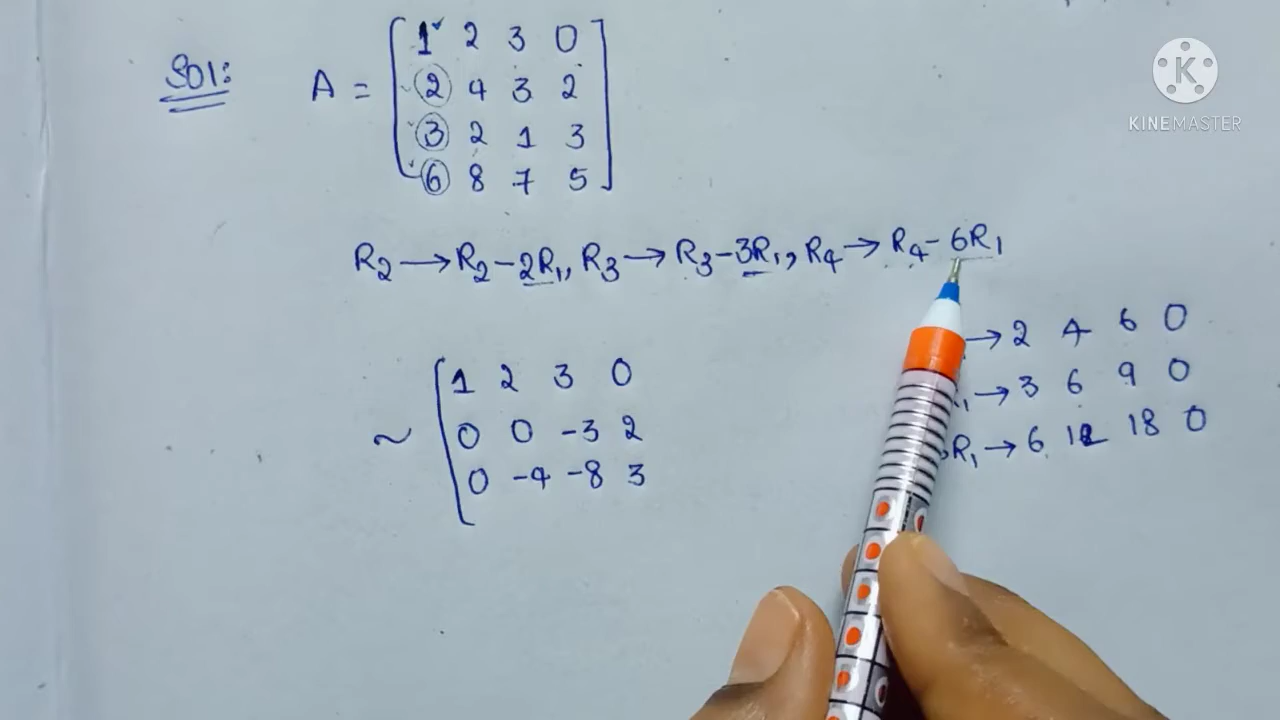 Sol:
A = [1 2 3 0
2 4 3 2
3 2 1 3
6 8 7 5]
R₂ → R₂ - 2R₁, R₃ → R₃ - 3R₁, R₄ → R₄ - 6R₁
→ 2 4 6 0
R₁ → 3 6 9 0
R₁ → 6 12 18 0
~ [1 2 3 0
0 0 -3 2
0 -4 -8 3
KINEMASTER